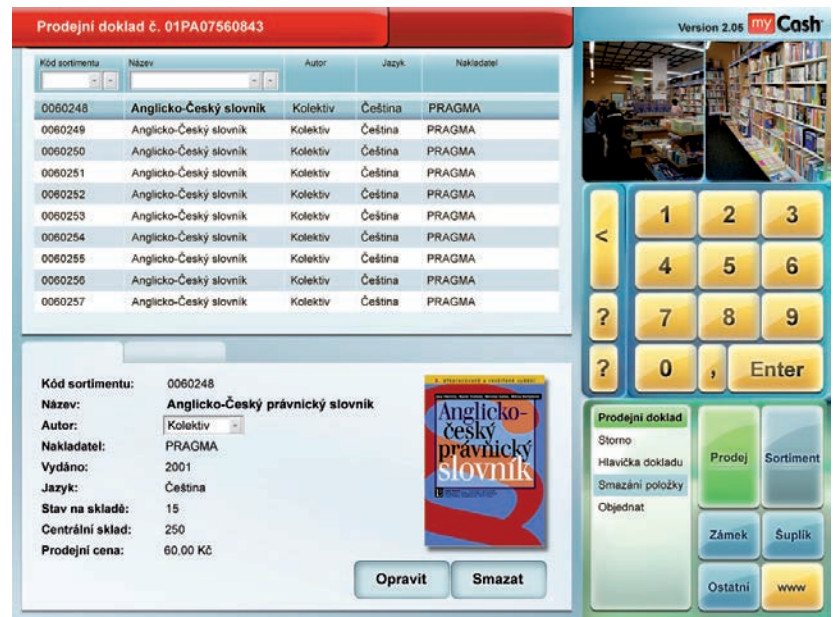 Prodejní doklad č. 01PA07560843
Version 2.05 my Cash
Kód sortimentu Název Autor Jazyk Nakladatel
0060248 Anglicko-Český slovník Kolektiv Čeština PRAGMA
0060249 Anglicko-Český slovník Kolektiv Čeština PRAGMA
0060250 Anglicko-Český slovník Kolektiv Čeština PRAGMA
0060251 Anglicko-Český slovník Kolektiv Čeština PRAGMA
0060252 Anglicko-Český slovník Kolektiv Čeština PRAGMA
0060253 Anglicko-Český slovník Kolektiv Čeština PRAGMA
0060254 Anglicko-Český slovník Kolektiv Čeština PRAGMA
0060255 Anglicko-Český slovník Kolektiv Čeština PRAGMA
0060256 Anglicko-Český slovník Kolektiv Čeština PRAGMA
0060257 Anglicko-Český slovník Kolektiv Čeština PRAGMA
Kód sortimentu: 0060248
Název: Anglicko-Český právnický slovník
Autor: Kolektiv
Nakladatel: PRAGMA
Vydáno: 2001
Jazyk: Čeština
Stav na skladě: 15
Centrální sklad: 250
Prodejní cena: 60,00 Kč
Anglicko-
český
právnický
slovník
Opravit Smazat
< 1 2 3
4 5 6
? 7 8 9
? 0 , Enter
Prodejní doklad
Storno
Hlavička dokladu
Smazání položky
Objednat
Prodej Sortiment
Zámek Šuplík
Ostatní www